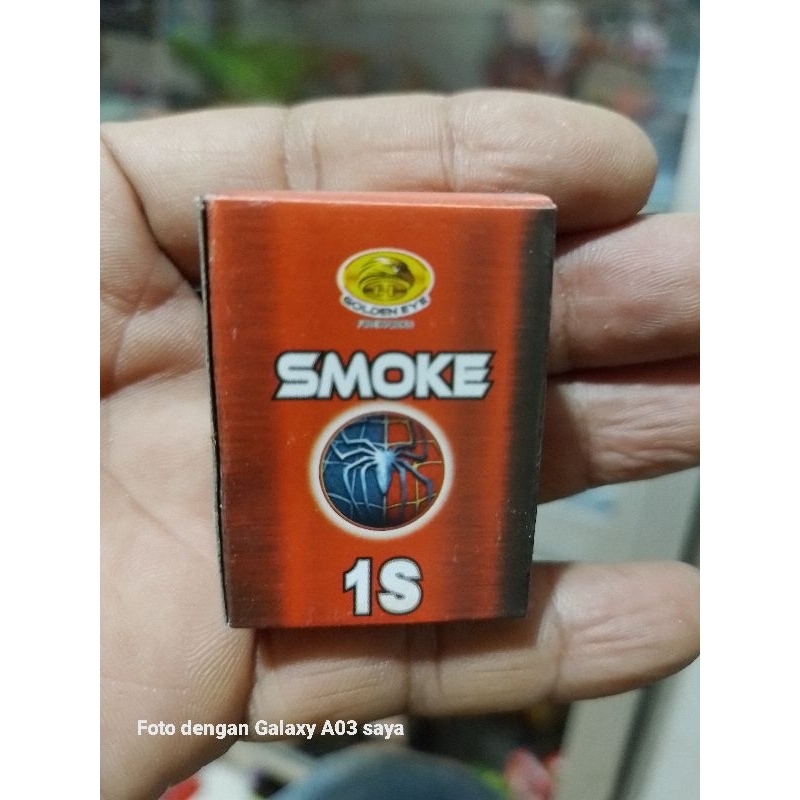 GOLDEN EYE
FIREWORKS
SMOKE
1S
Foto dengan Galaxy A03 saya